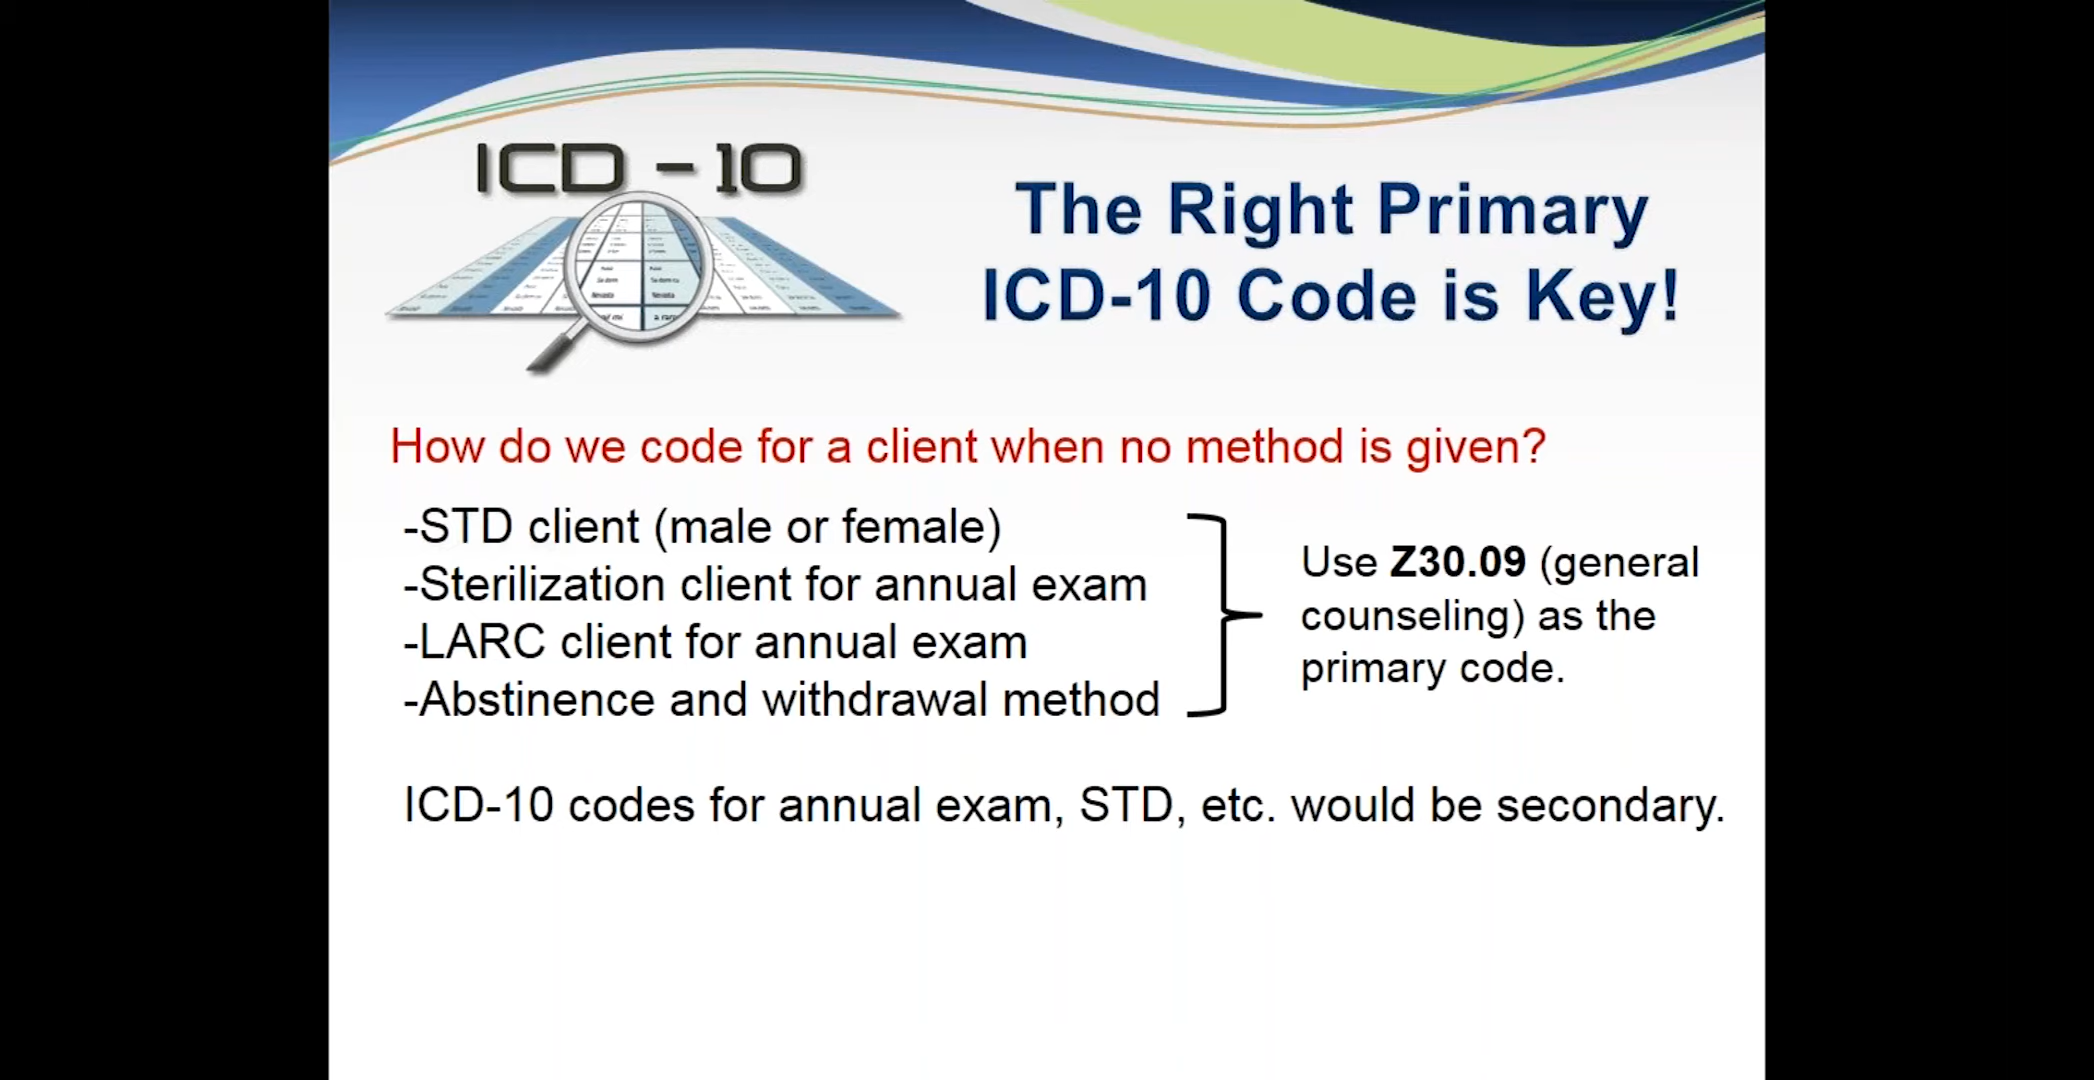 ICD - 10
The Right Primary
ICD-10 Code is Key!
How do we code for a client when no method is given?
-STD client (male or female)
-Sterilization client for annual exam
-LARC client for annual exam
-Abstinence and withdrawal method
Use Z30.09 (general
counseling) as the
primary code.
ICD-10 codes for annual exam, STD, etc. would be secondary.